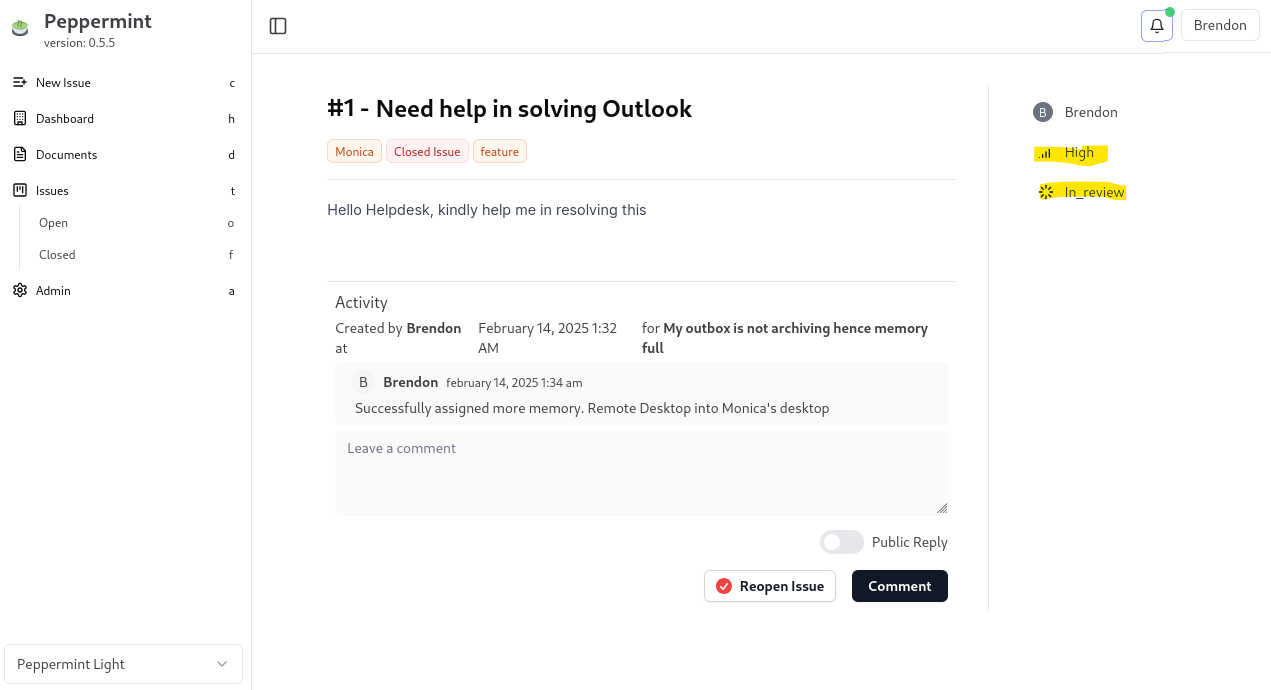 Peppermint
version: 0.5.5
New Issue c
Dashboard h
Documents d
Issues t
Open o
Closed f
Admin a
Peppermint Light
Brendon
#1 - Need help in solving Outlook
Monica Closed Issue feature
Hello Helpdesk, kindly help me in resolving this
Activity
Created by Brendon at February 14, 2025 1:32 AM for My outbox is not archiving hence memory full
B Brendon february 14, 2025 1:34 am
Successfully assigned more memory. Remote Desktop into Monica's desktop
Leave a comment
Public Reply
Reopen Issue Comment
B Brendon
High
In_review